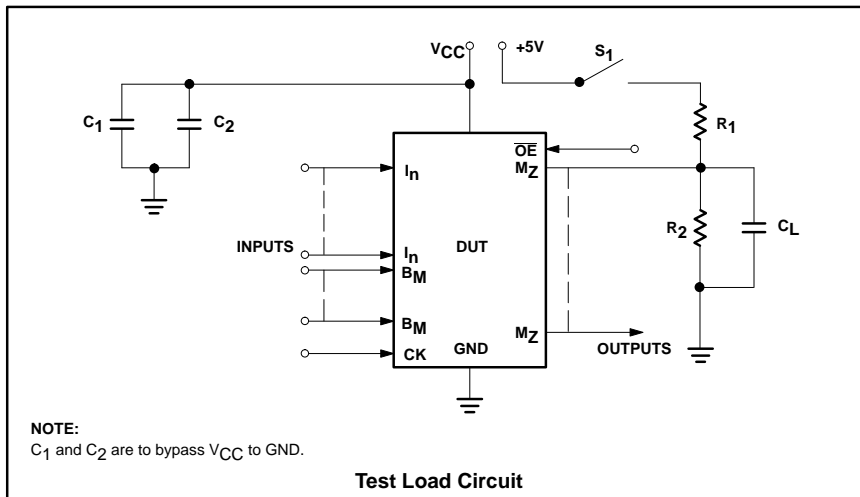 VCC +5V S1
C1 C2 R1
OE
In MZ
INPUTS In DUT R2 CL
BM
BM MZ
CK GND OUTPUTS
NOTE:
C1 and C2 are to bypass VCC to GND.
Test Load Circuit